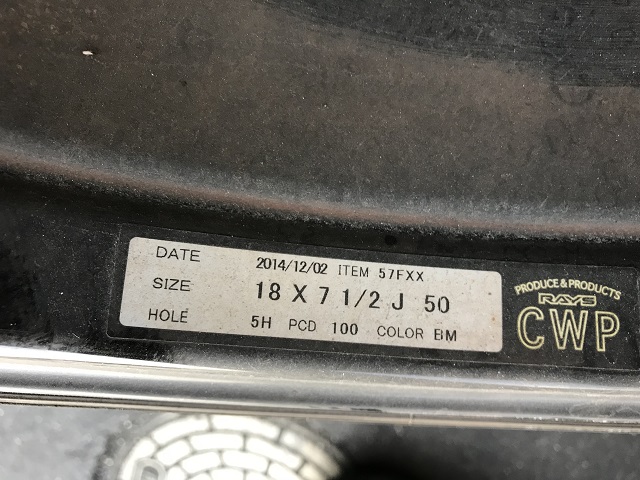 DATE 2014/12/02 ITEM 57FXX
SIZE 18 X 7 1/2 J 50
HOLE 5H PCD 100 COLOR BM
PRODUCE & PRODUCTS
RAYS
CWP